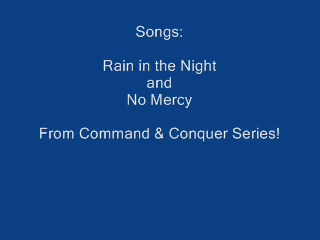 Songs:
Rain in the Night
and
No Mercy
From Command & Conquer Series!